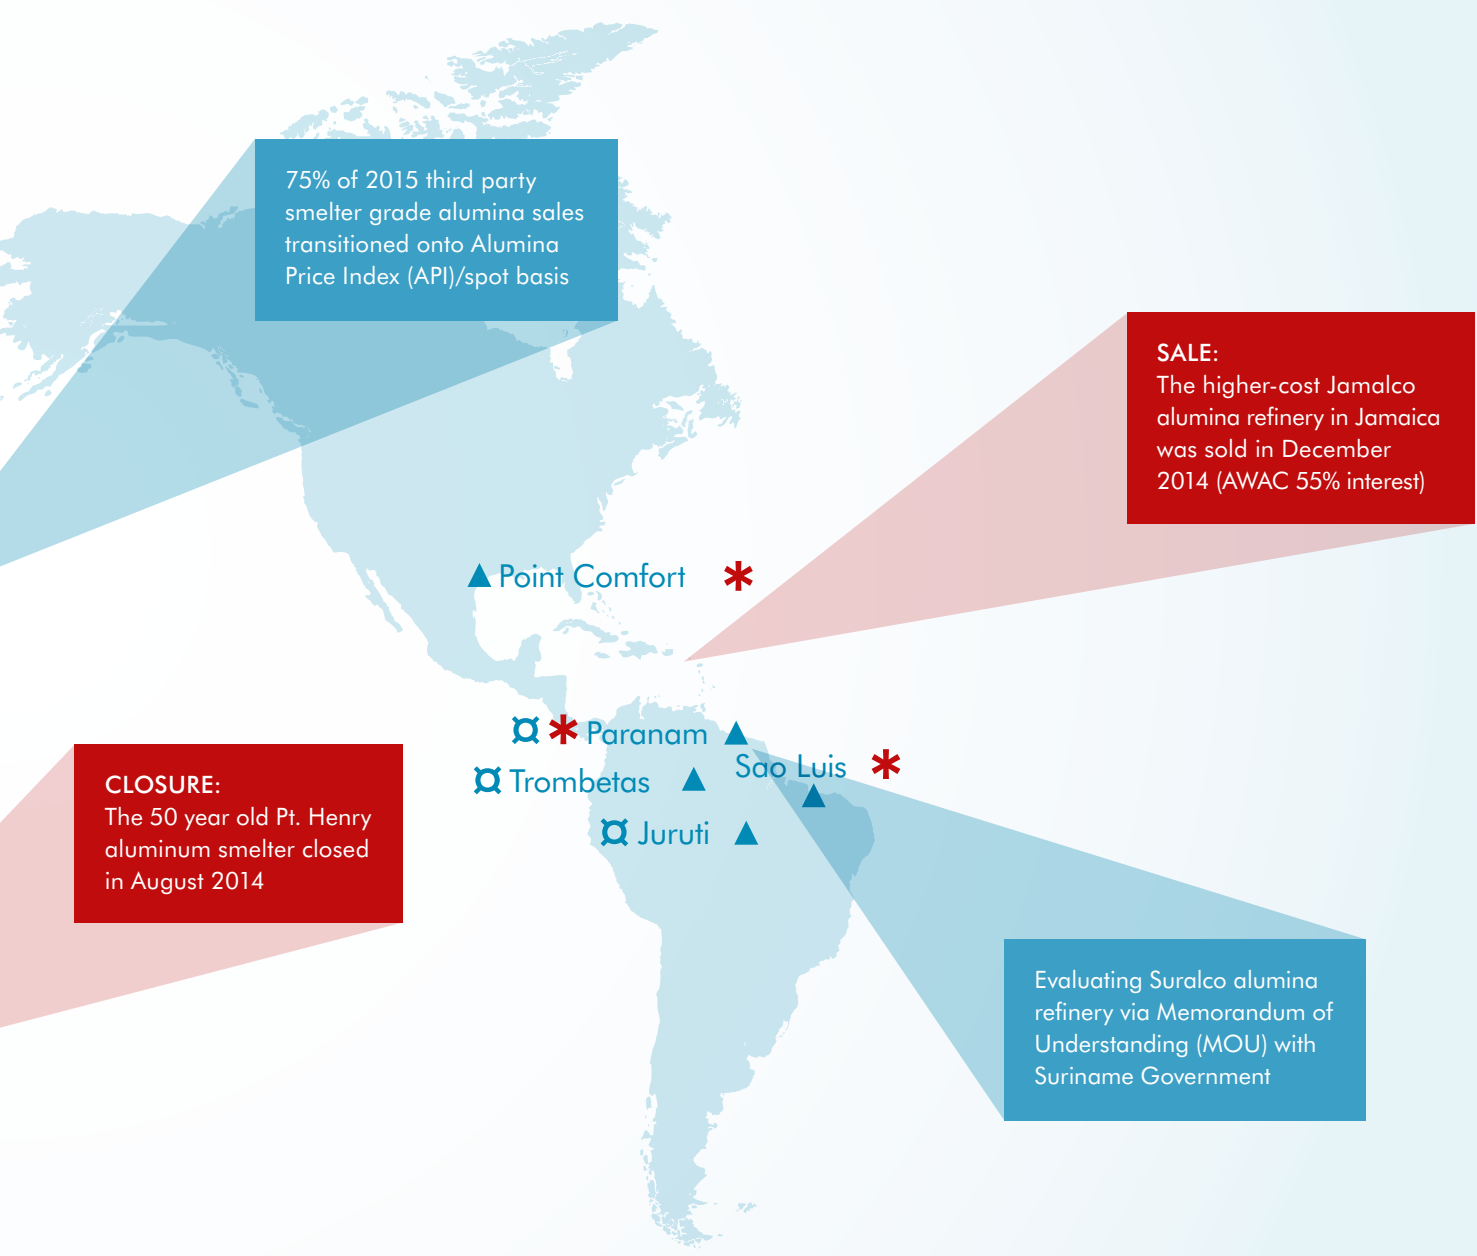 75% of 2015 third party
smelter grade alumina sales
transitioned onto Alumina
Price Index (API)/spot basis
SALE:
The higher-cost Jamalco
alumina refinery in Jamaica
was sold in December
2014 (AWAC 55% interest)
Point Comfort
Paranam
Sao Luis
Trombetas
Juruti
CLOSURE:
The 50 year old Pt. Henry
aluminum smelter closed
in August 2014
Evaluating Suralco alumina
refinery via Memorandum of
Understanding (MOU) with
Suriname Government